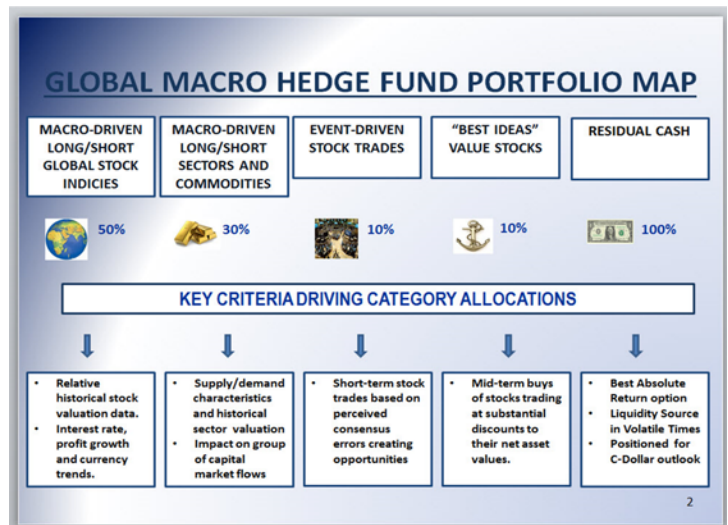 GLOBAL MACRO HEDGE FUND PORTFOLIO MAP
MACRO-DRIVEN
LONG/SHORT
GLOBAL STOCK
INDICIES
MACRO-DRIVEN
LONG/SHORT
SECTORS AND
COMMODITIES
EVENT-DRIVEN
STOCK TRADES
“BEST IDEAS”
VALUE STOCKS
RESIDUAL CASH
50%
30%
10%
10%
100%
KEY CRITERIA DRIVING CATEGORY ALLOCATIONS
• Relative
historical stock
valuation data.
• Interest rate,
profit growth
and currency
trends.
• Supply/demand
characteristics
and historical
sector valuation
• Impact on group
of capital
market flows
• Short-term stock
trades based on
perceived
consensus
errors creating
opportunities
• Mid-term buys
of stocks trading
at substantial
discounts to
their net asset
values.
• Best Absolute
Return option
• Liquidity Source
in Volatile Times
• Positioned for
C-Dollar outlook
2